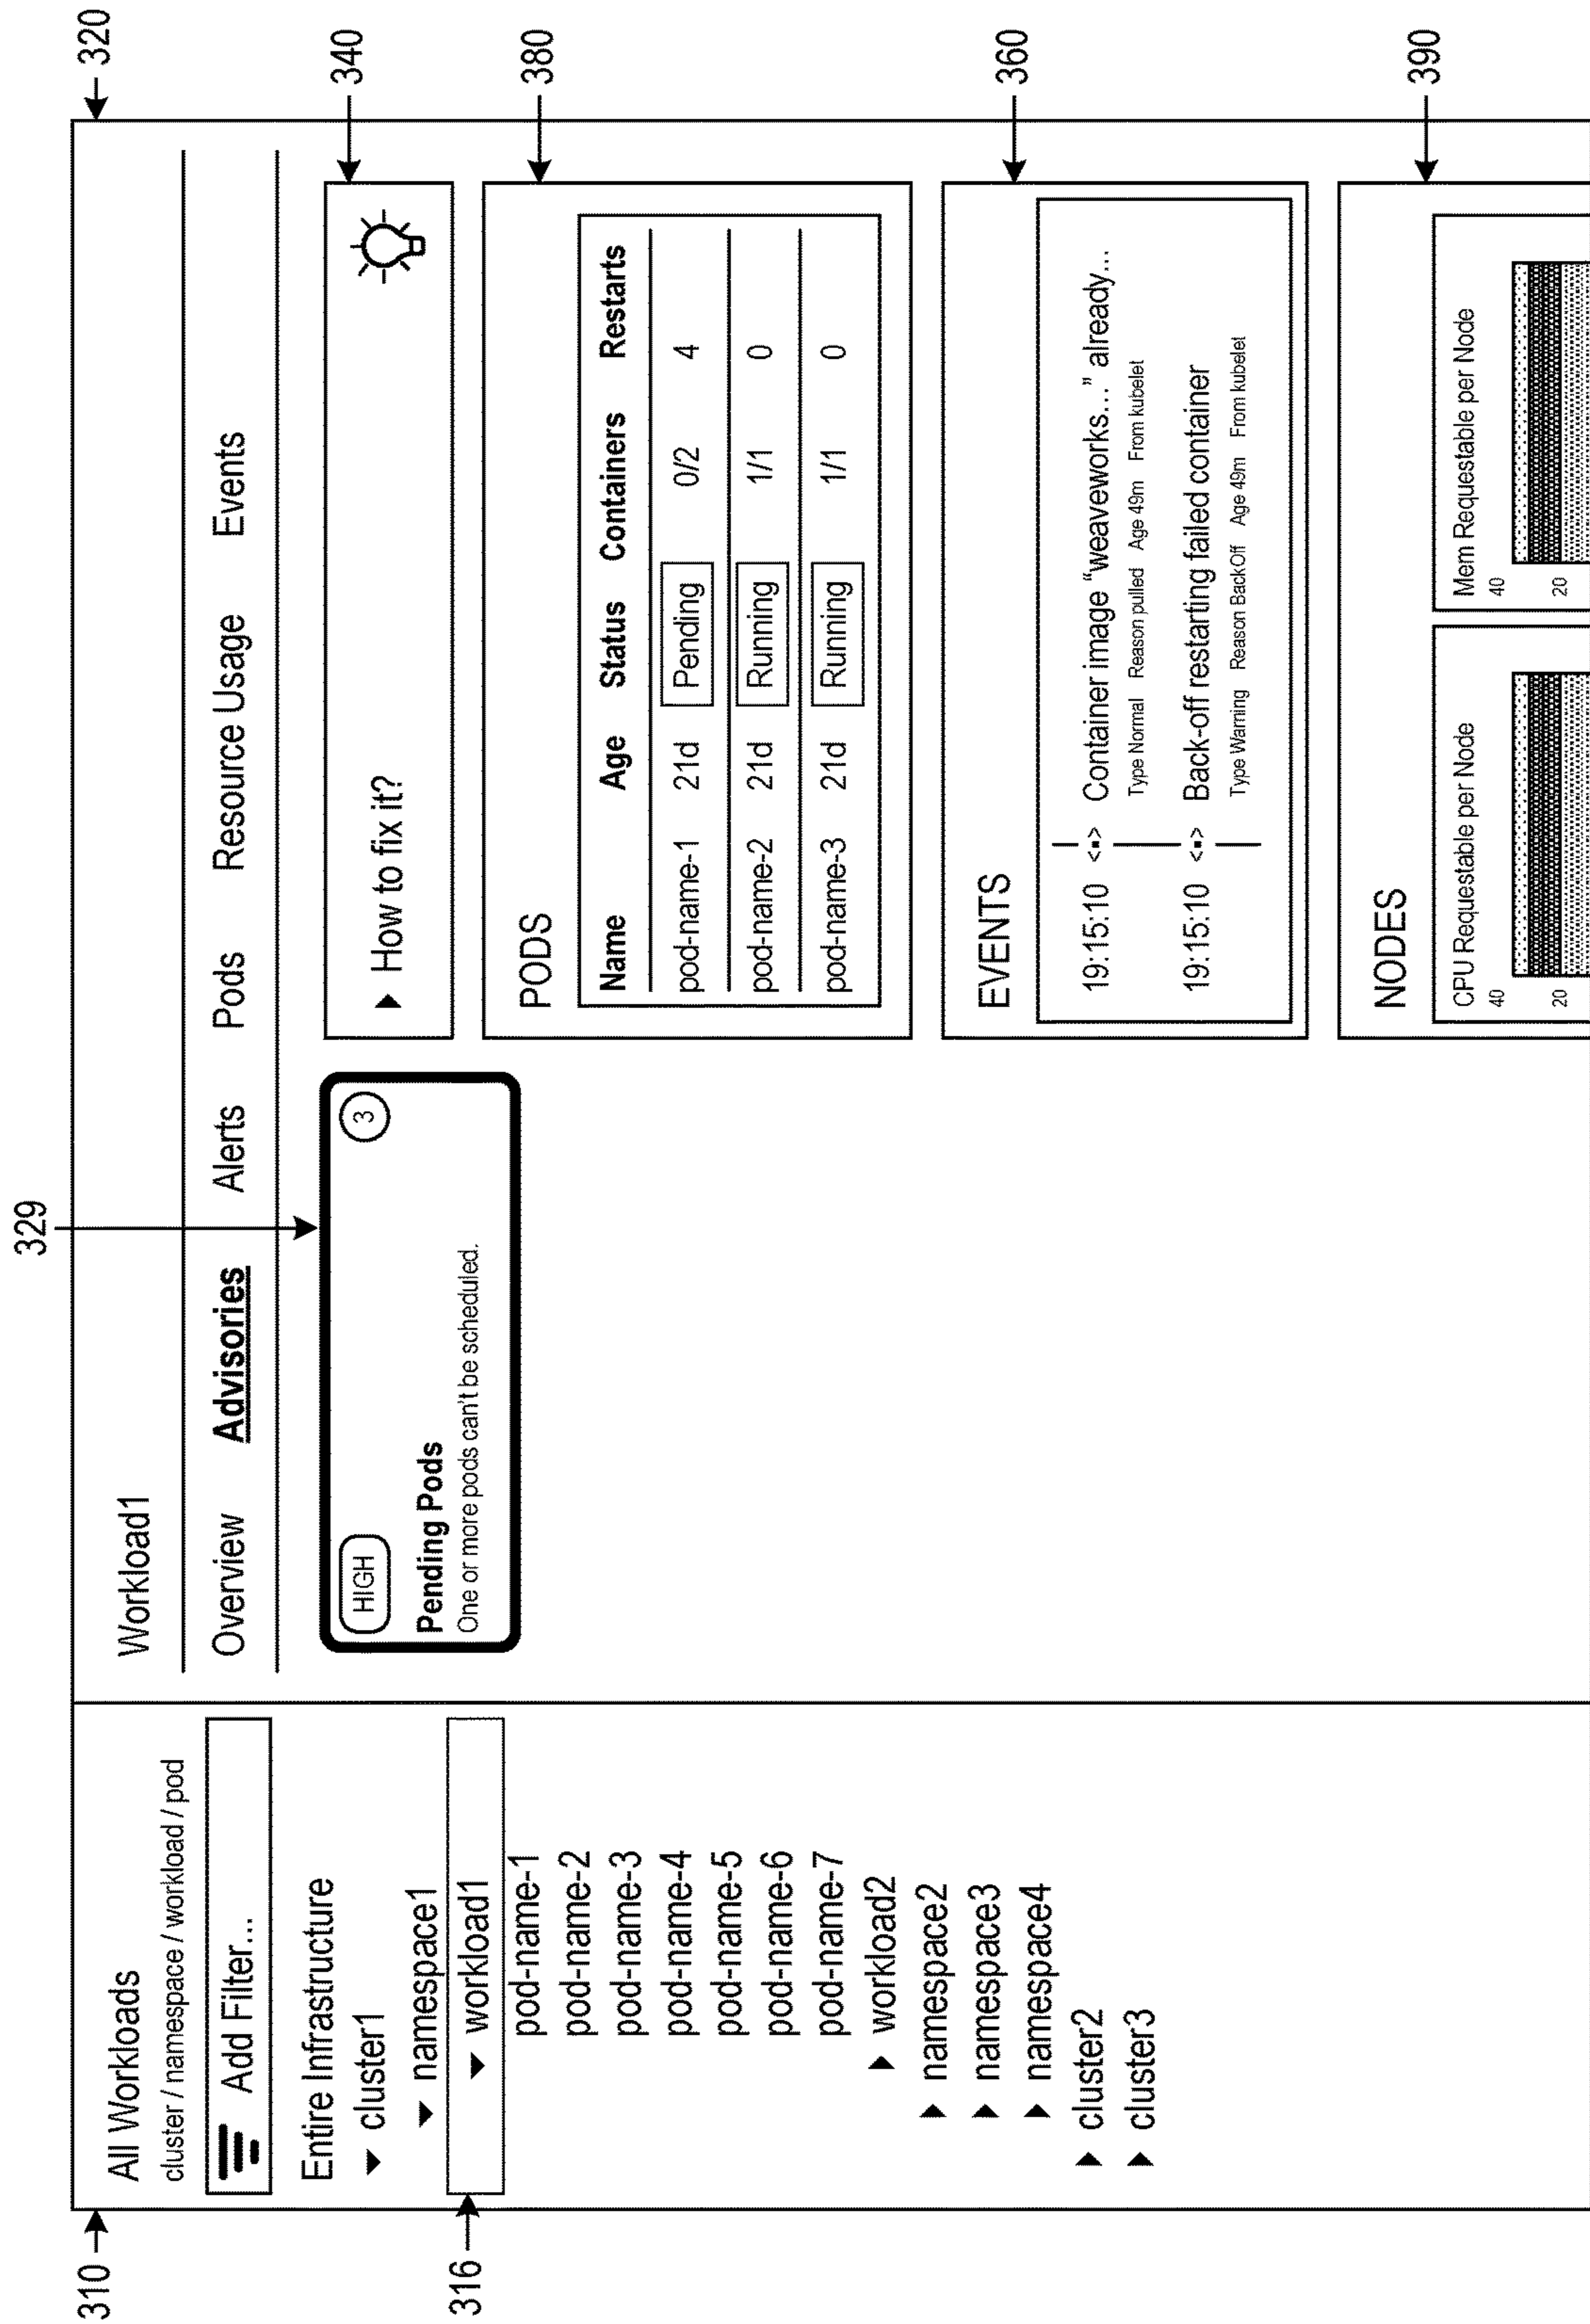 329
310
320
All Workloads
cluster / namespace / workload / pod
Add Filter...
Entire Infrastructure
cluster1
namespace1
316
workload1
pod-name-1
pod-name-2
pod-name-3
pod-name-4
pod-name-5
pod-name-6
pod-name-7
workload2
namespace2
namespace3
namespace4
cluster2
cluster3
Workload1
Overview Advisories Alerts Pods Resource Usage Events
HIGH 3
Pending Pods
One or more pods can't be scheduled.
How to fix it?
340
PODS
380
Name Age Status Containers Restarts
pod-name-1 21d Pending 0/2 4
pod-name-2 21d Running 1/1 0
pod-name-3 21d Running 1/1 0
EVENTS
360
19:15:10 <▪> Container image “weaveworks...” already...
Type Normal Reason pulled Age 49m From kubelet
19:15:10 <▪> Back-off restarting failed container
Type Warning Reason BackOff Age 49m From kubelet
NODES
390
CPU Requestable per Node
40
20
Mem Requestable per Node
40
20